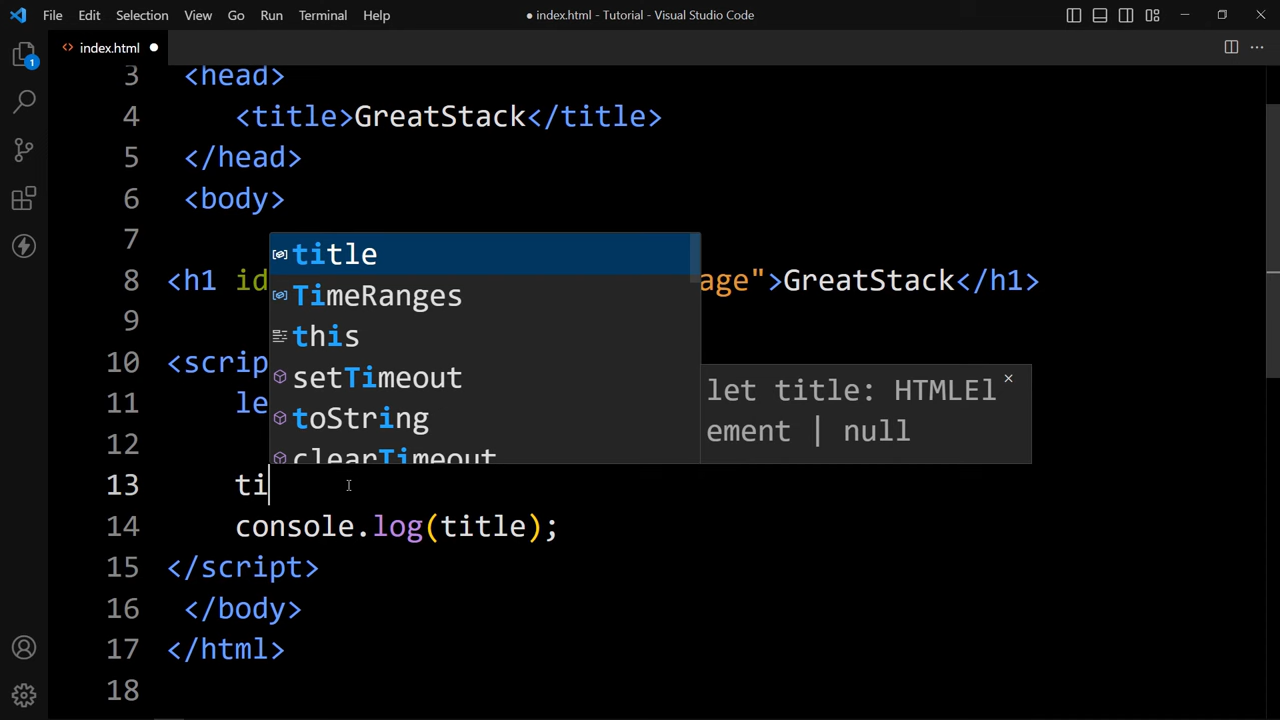 File Edit Selection View Go Run Terminal Help
● index.html - Tutorial - Visual Studio Code
<> index.html ●
1
3 <head>
4 <title>GreatStack</title>
5 </head>
6 <body>
7
8 <h1 id age">GreatStack</h1>
9
10 <scrip
11 le
12
13 ti
14 console.log(title);
15 </script>
16 </body>
17 </html>
18
title
TimeRanges
this
setTimeout
toString
clearTimeout
let title: HTMLEl
ement | null